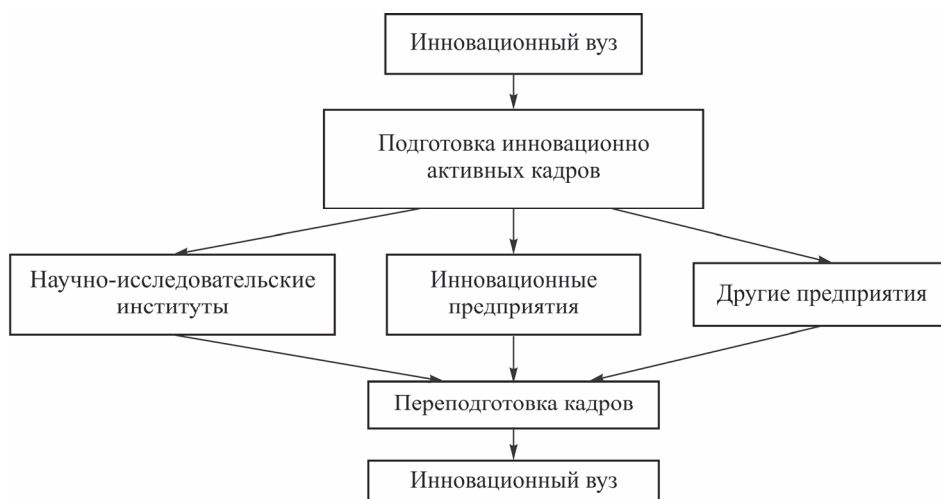 Инновационный вуз
Подготовка инновационно
активных кадров
Научно-исследовательские
институты
Инновационные
предприятия
Другие предприятия
Переподготовка кадров
Инновационный вуз